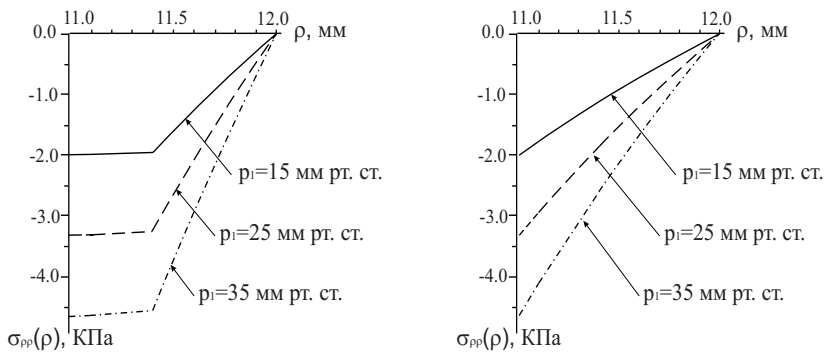 11.0 11.5 12.0
ρ, мм
0.0
-1.0
-2.0
-3.0
-4.0
p₁=15 мм рт. ст.
p₁=25 мм рт. ст.
p₁=35 мм рт. ст.
σρρ(ρ), КПа
11.0 11.5 12.0
ρ, мм
0.0
-1.0
-2.0
-3.0
-4.0
p₁=15 мм рт. ст.
p₁=25 мм рт. ст.
p₁=35 мм рт. ст.
σρρ(ρ), КПа